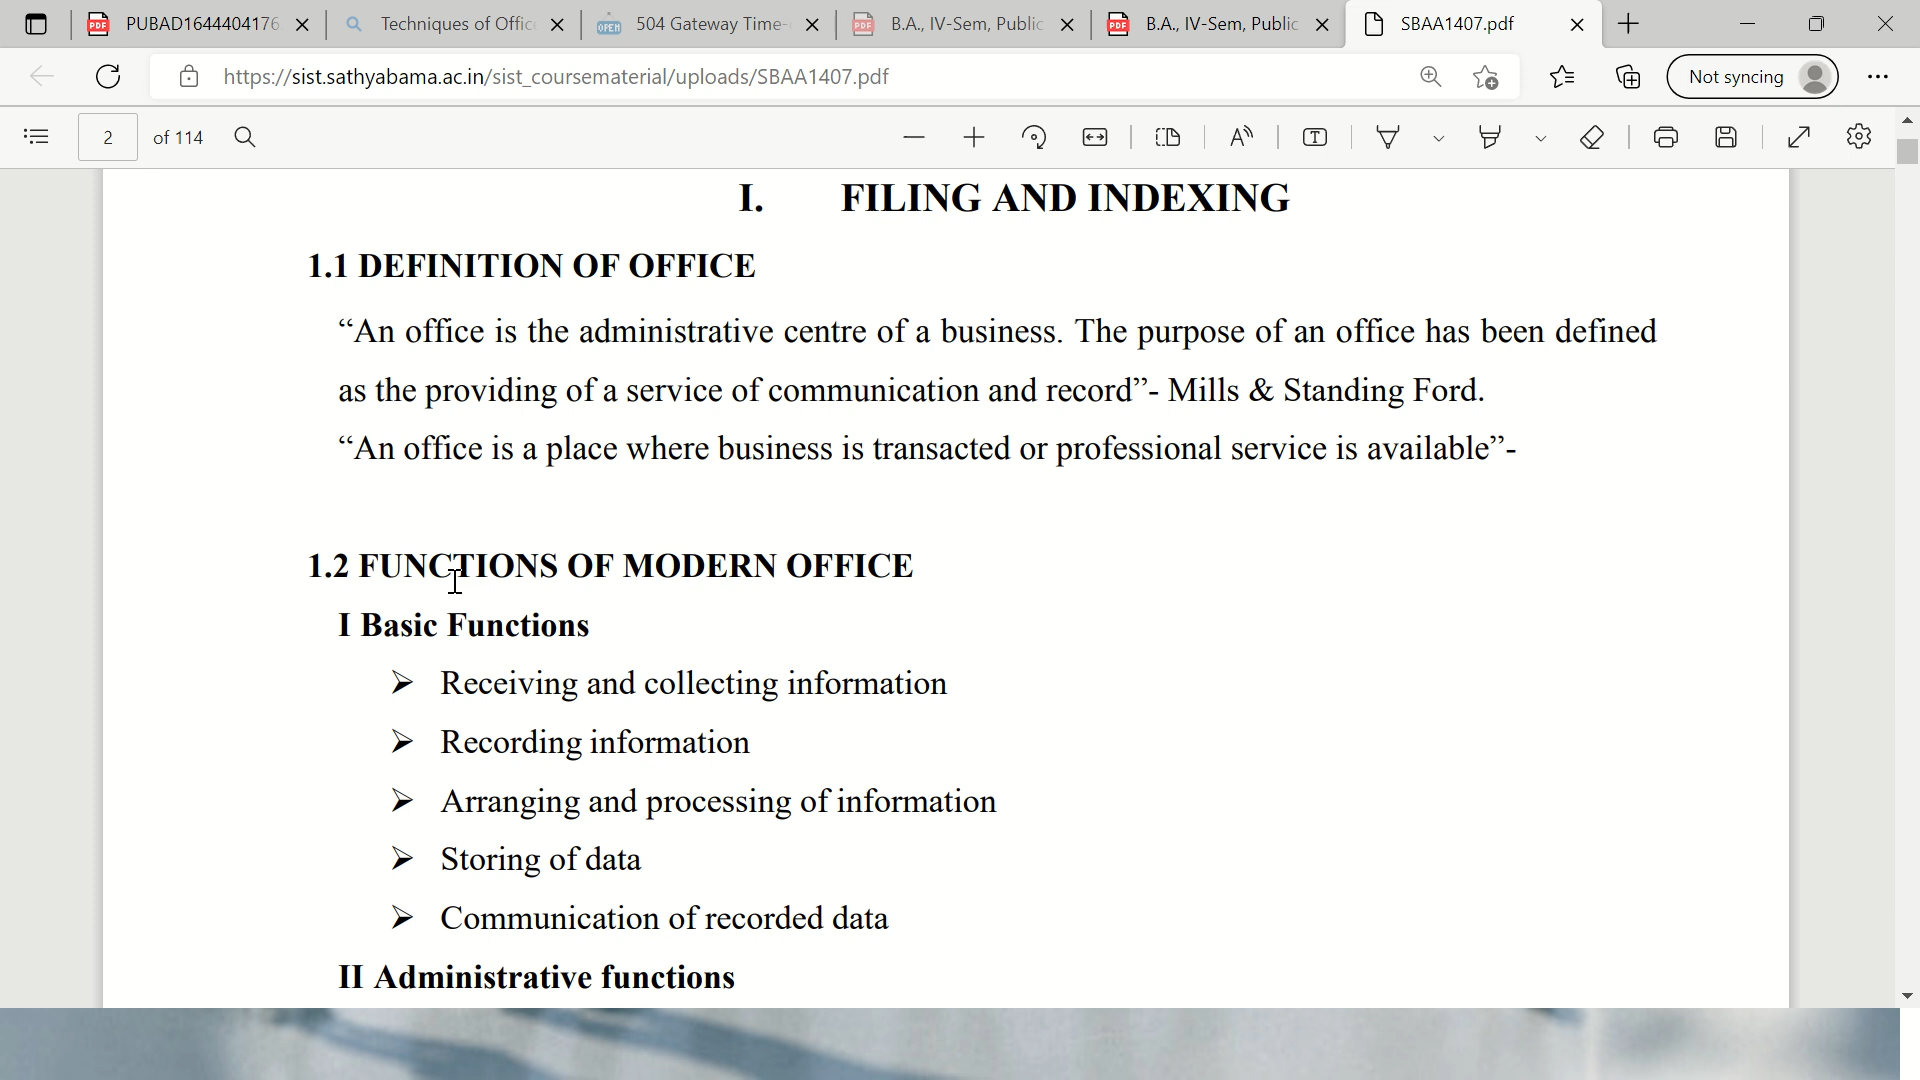 PUBAD1644404176
Techniques of Offic
504 Gateway Time-
B.A., IV-Sem, Public
B.A., IV-Sem, Public
SBAA1407.pdf
https://sist.sathyabama.ac.in/sist_coursematerial/uploads/SBAA1407.pdf
Not syncing
2 of 114
I. FILING AND INDEXING
1.1 DEFINITION OF OFFICE
“An office is the administrative centre of a business. The purpose of an office has been defined
as the providing of a service of communication and record”- Mills & Standing Ford.
“An office is a place where business is transacted or professional service is available”-
1.2 FUNCTIONS OF MODERN OFFICE
I Basic Functions
➢ Receiving and collecting information
➢ Recording information
➢ Arranging and processing of information
➢ Storing of data
➢ Communication of recorded data
II Administrative functions